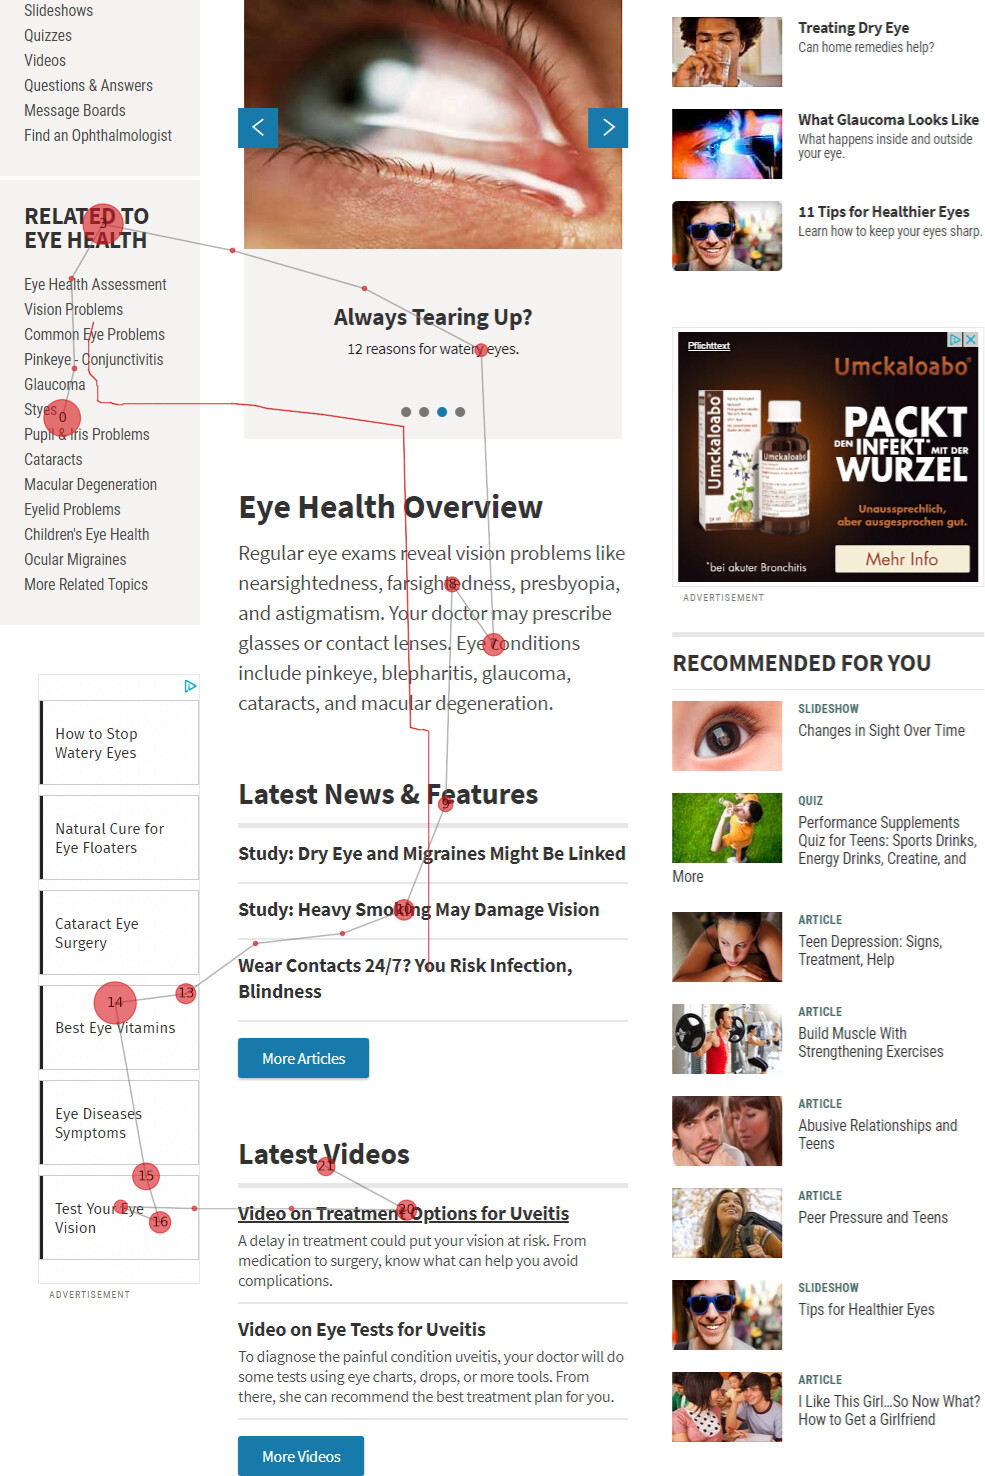 Slideshows
Quizzes
Videos
Questions & Answers
Message Boards
Find an Ophthalmologist
RELATED TO
EYE HEALTH
3
Eye Health Assessment
Vision Problems
Common Eye Problems
Pinkeye - Conjunctivitis
Glaucoma
Styes
0
Pupil & Iris Problems
Cataracts
Macular Degeneration
Eyelid Problems
Children's Eye Health
Ocular Migraines
More Related Topics
How to Stop
Watery Eyes
Natural Cure for
Eye Floaters
Cataract Eye
Surgery
13
14
Best Eye Vitamins
Eye Diseases
Symptoms
15
Test Your Eye
Vision
16
ADVERTISEMENT
Always Tearing Up?
12 reasons for watery eyes.
Eye Health Overview
Regular eye exams reveal vision problems like
nearsightedness, farsightedness, presbyopia,
8
and astigmatism. Your doctor may prescribe
glasses or contact lenses. Eye conditions
7
include pinkeye, blepharitis, glaucoma,
cataracts, and macular degeneration.
Latest News & Features
9
Study: Dry Eye and Migraines Might Be Linked
Study: Heavy Smoking May Damage Vision
10
Wear Contacts 24/7? You Risk Infection,
Blindness
More Articles
Latest Videos
21
Video on Treatment Options for Uveitis
20
A delay in treatment could put your vision at risk. From
medication to surgery, know what can help you avoid
complications.
Video on Eye Tests for Uveitis
To diagnose the painful condition uveitis, your doctor will do
some tests using eye charts, drops, or more tools. From
there, she can recommend the best treatment plan for you.
More Videos
Treating Dry Eye
Can home remedies help?
What Glaucoma Looks Like
What happens inside and outside
your eye.
11 Tips for Healthier Eyes
Learn how to keep your eyes sharp.
Pflichttext
Umckaloabo®
Umckaloabo
Umckaloabo
PACKT
DEN INFEKT* MIT DER
WURZEL
Unaussprechlich,
aber ausgesprochen gut.
*bei akuter Bronchitis
Mehr Info
ADVERTISEMENT
RECOMMENDED FOR YOU
SLIDESHOW
Changes in Sight Over Time
QUIZ
Performance Supplements
Quiz for Teens: Sports Drinks,
Energy Drinks, Creatine, and
More
ARTICLE
Teen Depression: Signs,
Treatment, Help
ARTICLE
Build Muscle With
Strengthening Exercises
ARTICLE
Abusive Relationships and
Teens
ARTICLE
Peer Pressure and Teens
SLIDESHOW
Tips for Healthier Eyes
ARTICLE
I Like This Girl...So Now What?
How to Get a Girlfriend